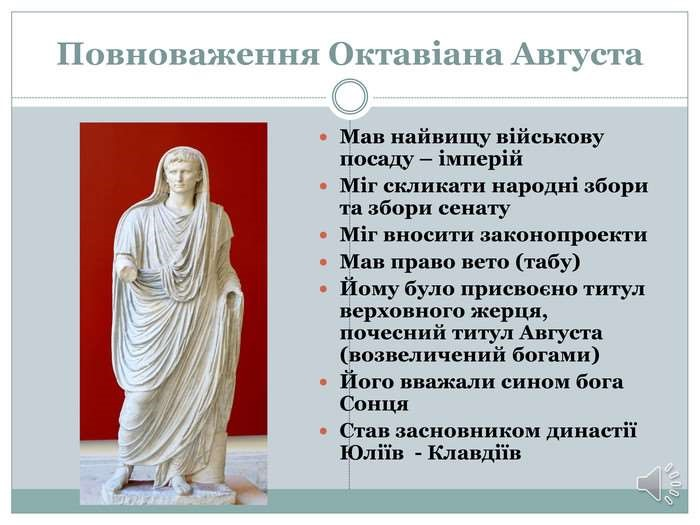 Повноваження Октавіана Августа
Мав найвищу військову
посаду – імперій
Міг скликати народні збори
та збори сенату
Міг вносити законопроекти
Мав право вето (табу)
Йому було присвоєно титул
верховного жерця,
почесний титул Августа
(возвеличений богами)
Його вважали сином бога
Сонця
Став засновником династії
Юліїв - Клавдіїв